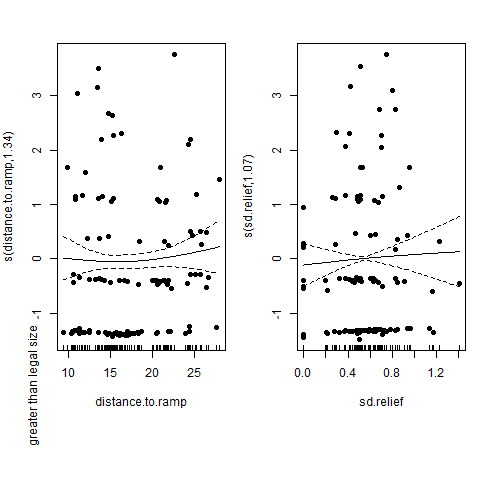 s(distance.to.ramp,1.34)
greater than legal size
3
2
1
0
-1
10 15 20 25
distance.to.ramp
s(sd.relief,1.07)
3
2
1
0
-1
0.0 0.4 0.8 1.2
sd.relief